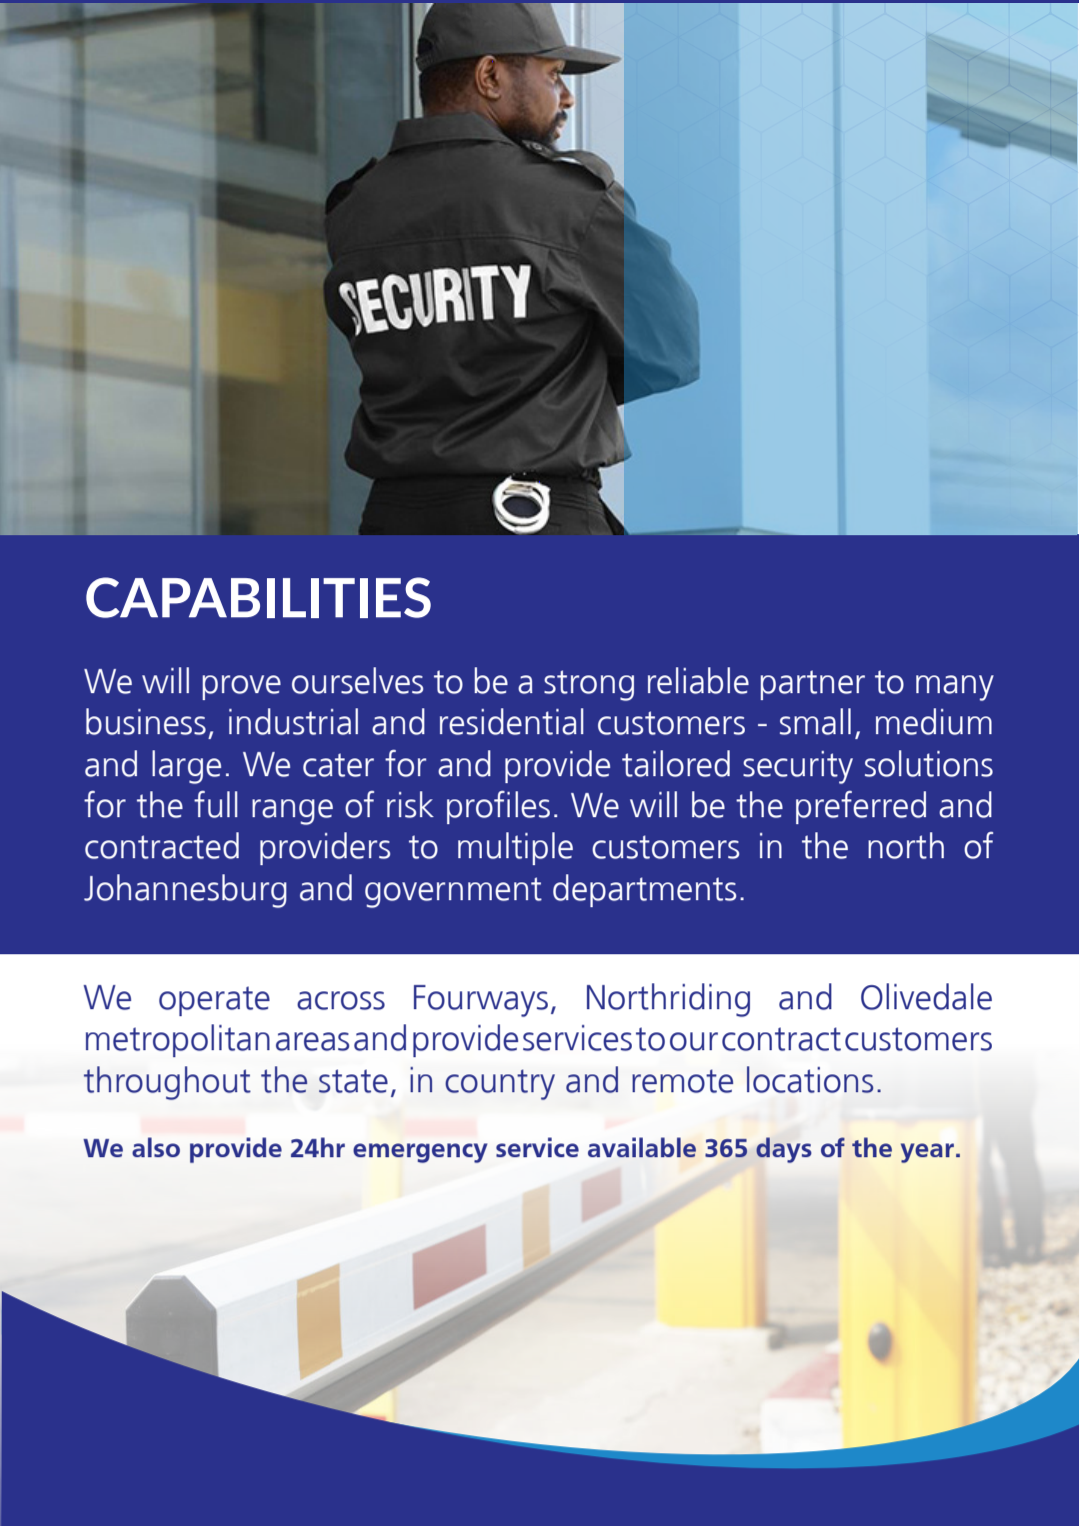 SECURITY
CAPABILITIES
We will prove ourselves to be a strong reliable partner to many
business, industrial and residential customers - small, medium
and large. We cater for and provide tailored security solutions
for the full range of risk profiles. We will be the preferred and
contracted providers to multiple customers in the north of
Johannesburg and government departments.
We operate across Fourways, Northriding and Olivedale
metropolitan areas and provide services to our contract customers
throughout the state, in country and remote locations.
We also provide 24hr emergency service available 365 days of the year.